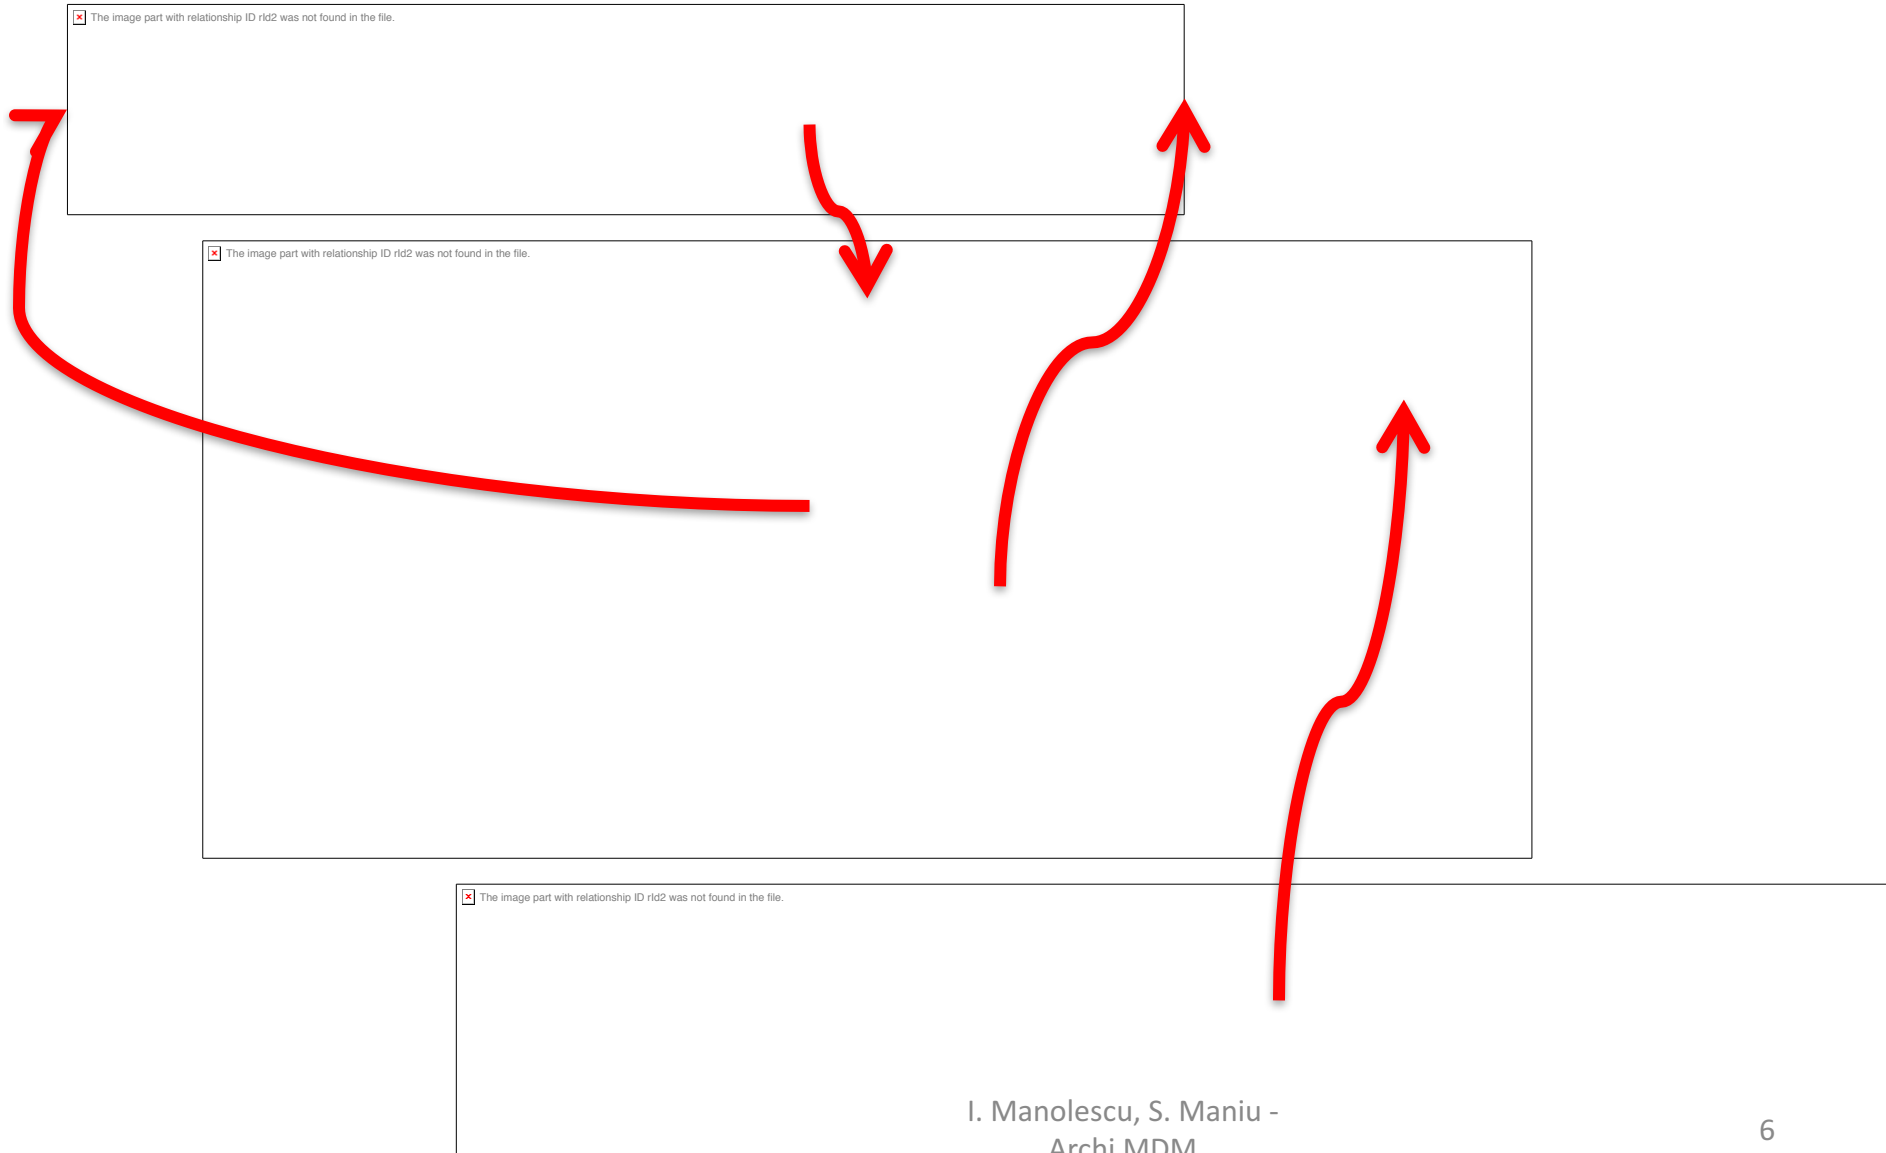 The image part with relationship ID rId2 was not found in the file.
The image part with relationship ID rId2 was not found in the file.
The image part with relationship ID rId2 was not found in the file.
I. Manolescu, S. Maniu -
Archi MDM
6